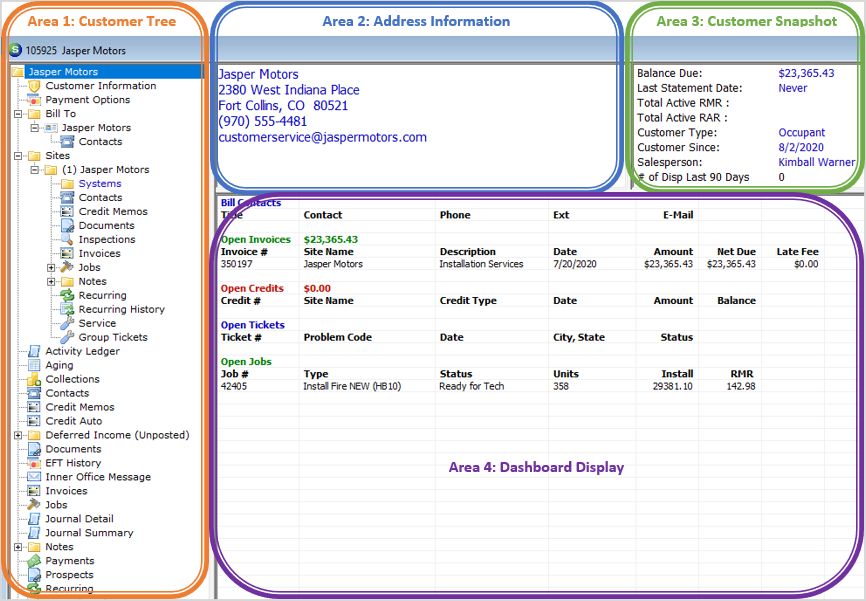 Area 1: Customer Tree
Area 2: Address Information
Area 3: Customer Snapshot
S 105925 Jasper Motors
Jasper Motors
Customer Information
Payment Options
Bill To
Jasper Motors
Contacts
Sites
(1) Jasper Motors
Systems
Contacts
Credit Memos
Documents
Inspections
Invoices
Jobs
Notes
Recurring
Recurring History
Service
Group Tickets
Activity Ledger
Aging
Collections
Contacts
Credit Memos
Credit Auto
Deferred Income (Unposted)
Documents
EFT History
Inner Office Message
Invoices
Jobs
Journal Detail
Journal Summary
Notes
Payments
Prospects
Recurring
Jasper Motors
2380 West Indiana Place
Fort Collins, CO 80521
(970) 555-4481
customerservice@jaspermotors.com
Balance Due: $23,365.43
Last Statement Date: Never
Total Active RMR :
Total Active RAR :
Customer Type: Occupant
Customer Since: 8/2/2020
Salesperson: Kimball Warner
# of Disp Last 90 Days 0
Bill Contacts
Title Contact Phone Ext E-Mail
Open Invoices $23,365.43
Invoice # Site Name Description Date Amount Net Due Late Fee
350197 Jasper Motors Installation Services 7/20/2020 $23,365.43 $23,365.43 $0.00
Open Credits $0.00
Credit # Site Name Credit Type Date Amount Balance
Open Tickets
Ticket # Problem Code Date City, State Status
Open Jobs
Job # Type Status Units Install RMR
42405 Install Fire NEW (HB10) Ready for Tech 358 29381.10 142.98
Area 4: Dashboard Display